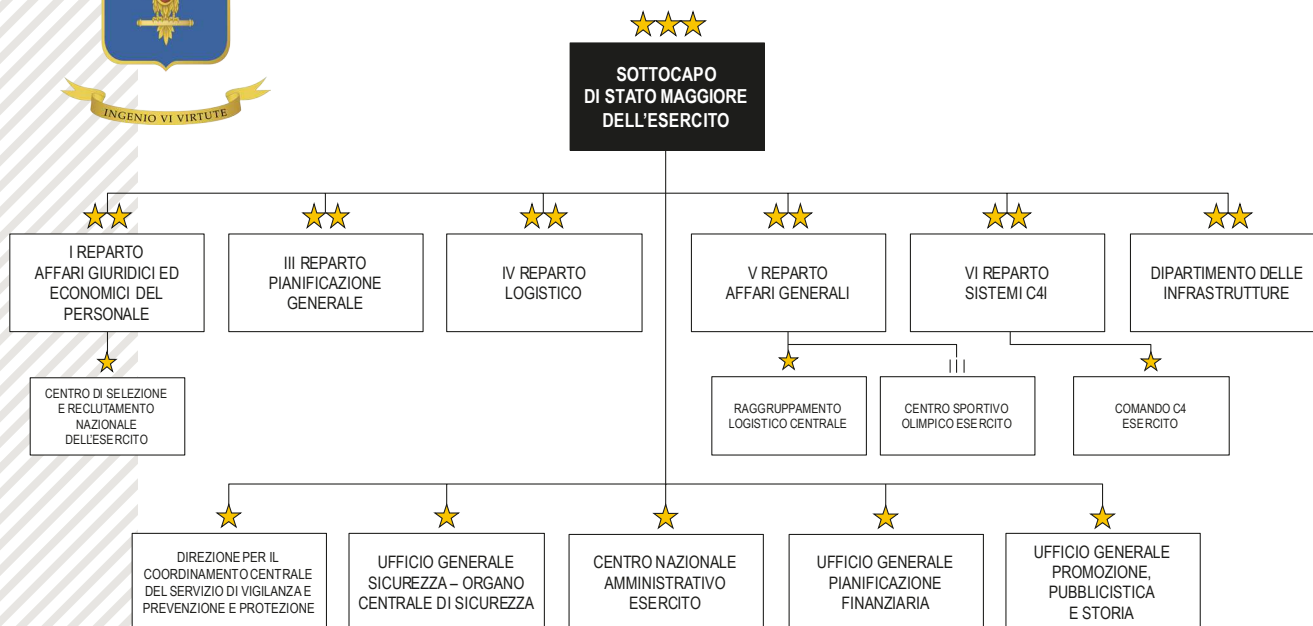 INGENIO VI VIRTUTE
SOTTOCAPO
DI STATO MAGGIORE
DELL'ESERCITO
I REPARTO
AFFARI GIURIDICI ED
ECONOMICI DEL
PERSONALE
III REPARTO
PIANIFICAZIONE
GENERALE
IV REPARTO
LOGISTICO
V REPARTO
AFFARI GENERALI
VI REPARTO
SISTEMI C4I
DIPARTIMENTO DELLE
INFRASTRUTTURE
CENTRO DI SELEZIONE
E RECLUTAMENTO
NAZIONALE
DELL'ESERCITO
RAGGRUPPAMENTO
LOGISTICO CENTRALE
CENTRO SPORTIVO
OLIMPICO ESERCITO
COMANDO C4
ESERCITO
DIREZIONE PER IL
COORDINAMENTO CENTRALE
DEL SERVIZIO DI VIGILANZA E
PREVENZIONE E PROTEZIONE
UFFICIO GENERALE
SICUREZZA – ORGANO
CENTRALE DI SICUREZZA
CENTRO NAZIONALE
AMMINISTRATIVO
ESERCITO
UFFICIO GENERALE
PIANIFICAZIONE
FINANZIARIA
UFFICIO GENERALE
PROMOZIONE,
PUBBLICISTICA
E STORIA